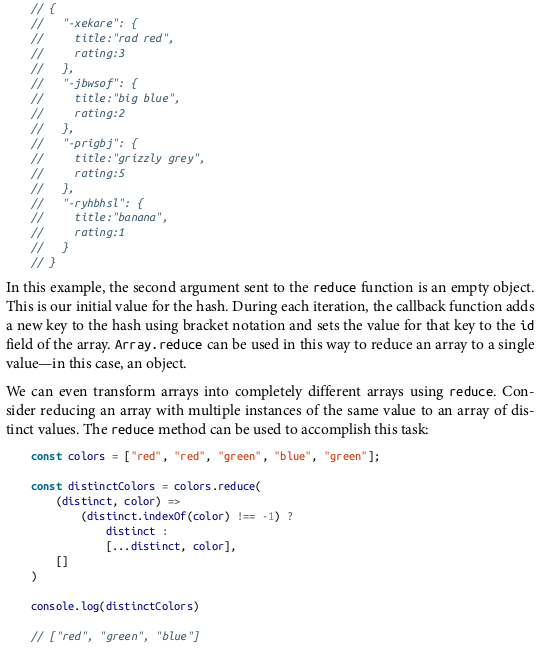 // {
//   "-xekare": {
//     title:"rad red",
//     rating:3
//   },
//   "-jbwsof": {
//     title:"big blue",
//     rating:2
//   },
//   "-prigbj": {
//     title:"grizzly grey",
//     rating:5
//   },
//   "-ryhbhsl": {
//     title:"banana",
//     rating:1
//   }
// }
In this example, the second argument sent to the reduce function is an empty object.
This is our initial value for the hash. During each iteration, the callback function adds
a new key to the hash using bracket notation and sets the value for that key to the id
field of the array. Array.reduce can be used in this way to reduce an array to a single
value—in this case, an object.
We can even transform arrays into completely different arrays using reduce. Con-
sider reducing an array with multiple instances of the same value to an array of dis-
tinct values. The reduce method can be used to accomplish this task:
const colors = ["red", "red", "green", "blue", "green"];
const distinctColors = colors.reduce(
    (distinct, color) =>
        (distinct.indexOf(color) !== -1) ?
            distinct :
            [...distinct, color],
    []
)
console.log(distinctColors)
// ["red", "green", "blue"]